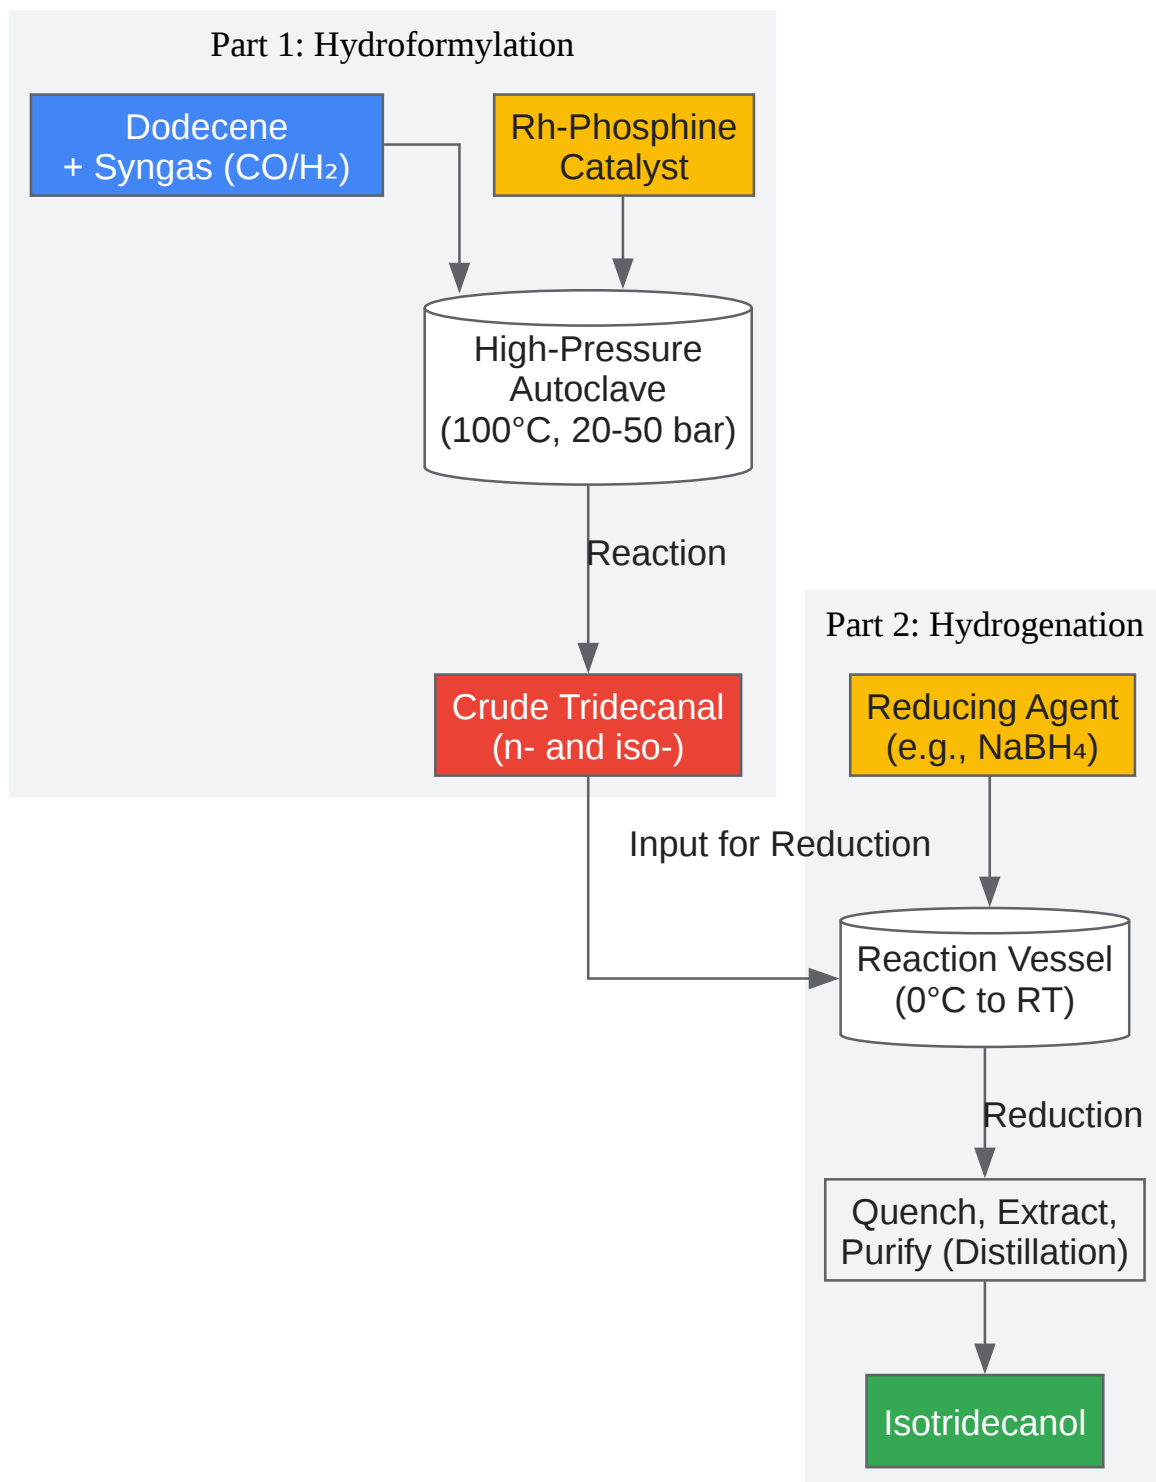 Part 1: Hydroformylation
Dodecene
+ Syngas (CO/H₂)
Rh-Phosphine
Catalyst
High-Pressure
Autoclave
(100°C, 20-50 bar)
Reaction
Crude Tridecanal
(n- and iso-)
Part 2: Hydrogenation
Reducing Agent
(e.g., NaBH₄)
Input for Reduction
Reaction Vessel
(0°C to RT)
Reduction
Quench, Extract,
Purify (Distillation)
Isotridecanol